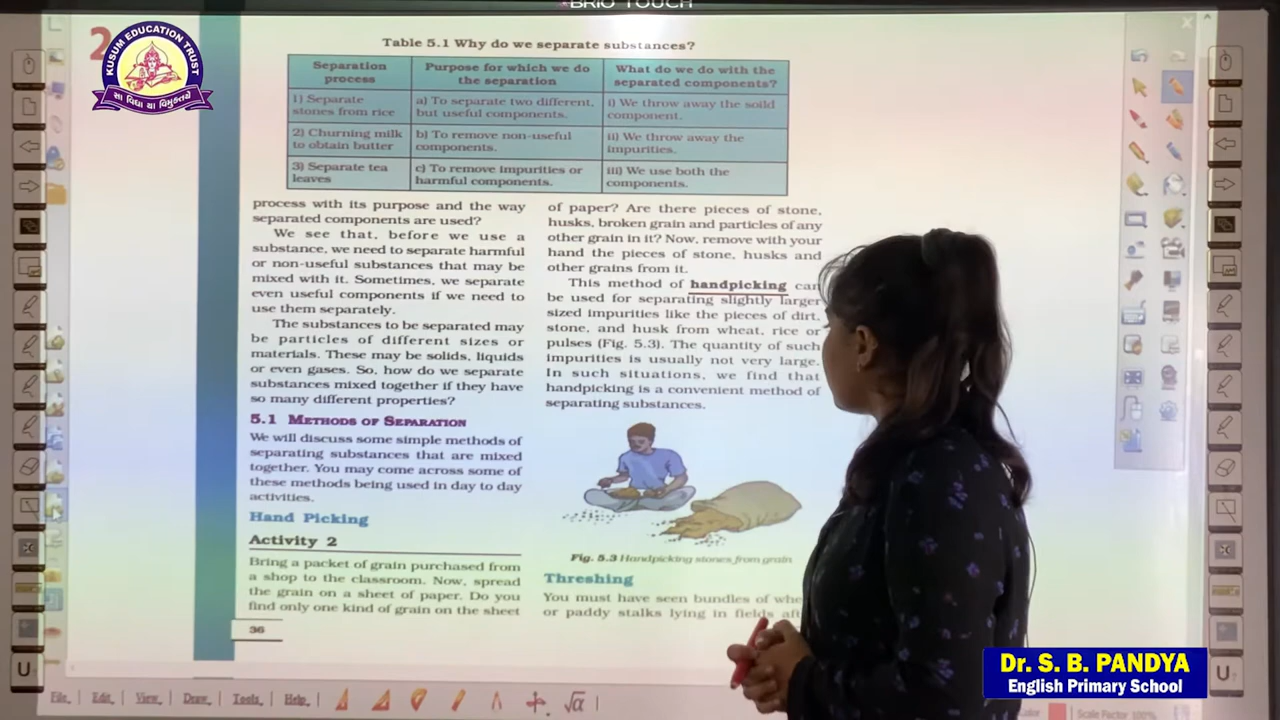 BRIO TOUCH
2
KUSUM EDUCATION TRUST
સા વિદ્યા યા વિમુક્તયે
Table 5.1 Why do we separate substances?
Separation process
Purpose for which we do the separation
What do we do with the separated components?
1) Separate stones from rice
a) To separate two different, but useful components.
i) We throw away the soild component.
2) Churning milk to obtain butter
b) To remove non-useful components.
ii) We throw away the impurities.
3) Separate tea leaves
c) To remove impurities or harmful components.
iii) We use both the components.
process with its purpose and the way
separated components are used?
We see that, before we use a
substance, we need to separate harmful
or non-useful substances that may be
mixed with it. Sometimes, we separate
even useful components if we need to
use them separately.
The substances to be separated may
be particles of different sizes or
materials. These may be solids, liquids
or even gases. So, how do we separate
substances mixed together if they have
so many different properties?
5.1 METHODS OF SEPARATION
We will discuss some simple methods of
separating substances that are mixed
together. You may come across some of
these methods being used in day to day
activities.
Hand Picking
Activity 2
Bring a packet of grain purchased from
a shop to the classroom. Now, spread
the grain on a sheet of paper. Do you
find only one kind of grain on the sheet
36
of paper? Are there pieces of stone,
husks, broken grain and particles of any
other grain in it? Now, remove with your
hand the pieces of stone, husks and
other grains from it.
This method of handpicking can
be used for separating slightly larger
sized impurities like the pieces of dirt,
stone, and husk from wheat, rice or
pulses (Fig. 5.3). The quantity of such
impurities is usually not very large.
In such situations, we find that
handpicking is a convenient method of
separating substances.
Fig. 5.3 Handpicking stones from grain
Threshing
You must have seen bundles of whe
or paddy stalks lying in fields aft
File, Edit, View, Draw, Tools, Help,
√α
Color Scale Factor 100%
Dr. S. B. PANDYA
English Primary School